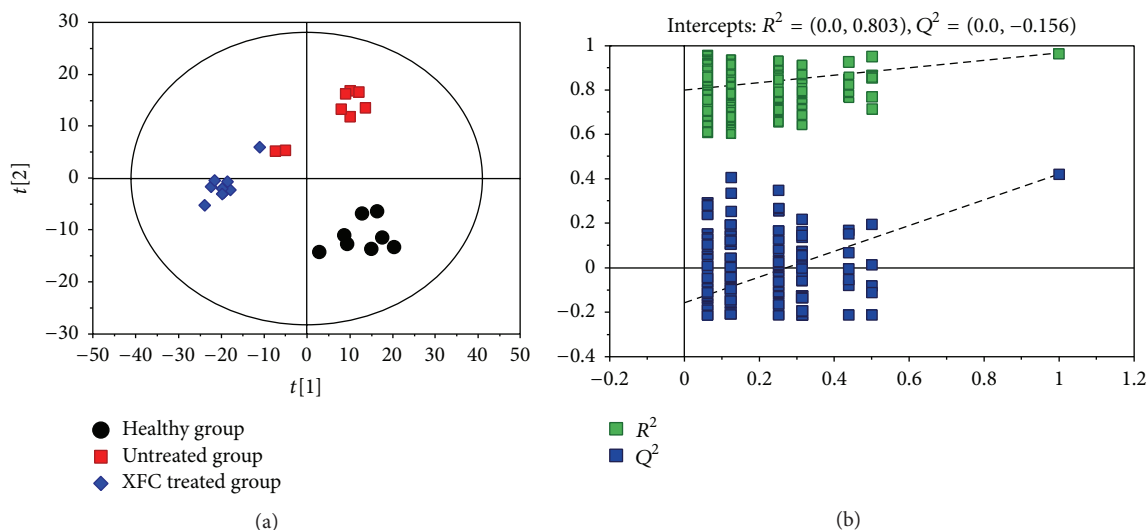 Intercepts: R² = (0.0, 0.803), Q² = (0.0, −0.156)
30
20
10
0
−10
−20
−30
t[2]
−50 −40 −30 −20 −10 0 10 20 30 40 50
t[1]
Healthy group
Untreated group
XFC treated group
(a)
1
0.8
0.6
0.4
0.2
0
−0.2
−0.4
−0.2 0 0.2 0.4 0.6 0.8 1 1.2
R²
Q²
(b)